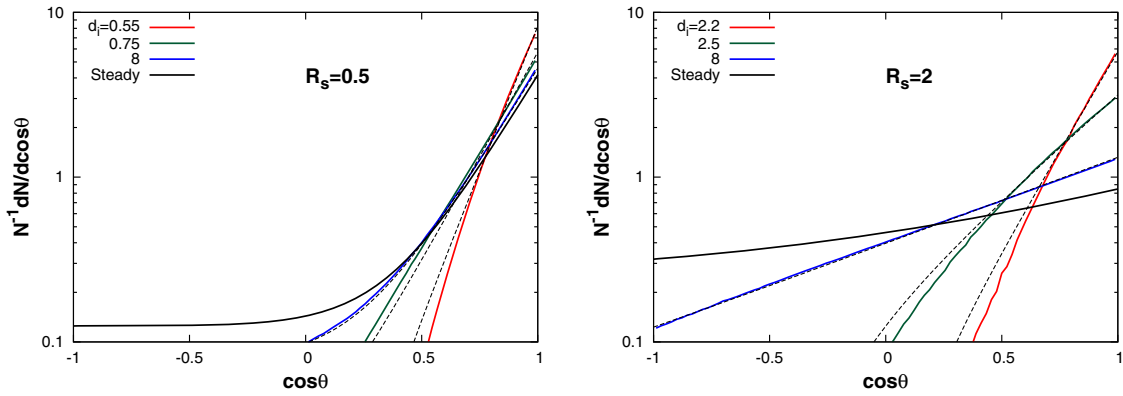 d_i=0.55
0.75
8
Steady
R_s=0.5
N^-1dN/dcosθ
10
1
0.1
-1
-0.5
0
0.5
1
cosθ
d_i=2.2
2.5
8
Steady
R_s=2
N^-1dN/dcosθ
10
1
0.1
-1
-0.5
0
0.5
1
cosθ